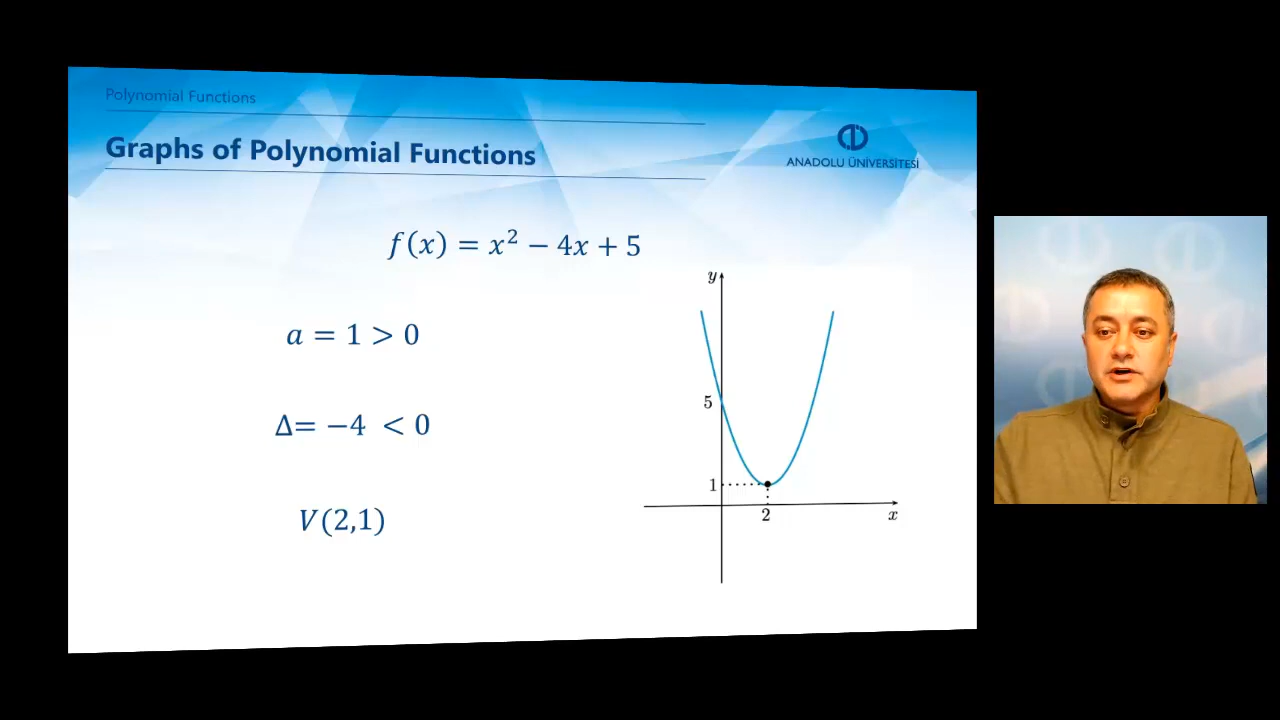 Polynomial Functions
Graphs of Polynomial Functions
ANADOLU ÜNİVERSİTESİ
f(x) = x² − 4x + 5
a = 1 > 0
Δ= −4 < 0
V(2,1)
y
5
1
2
x